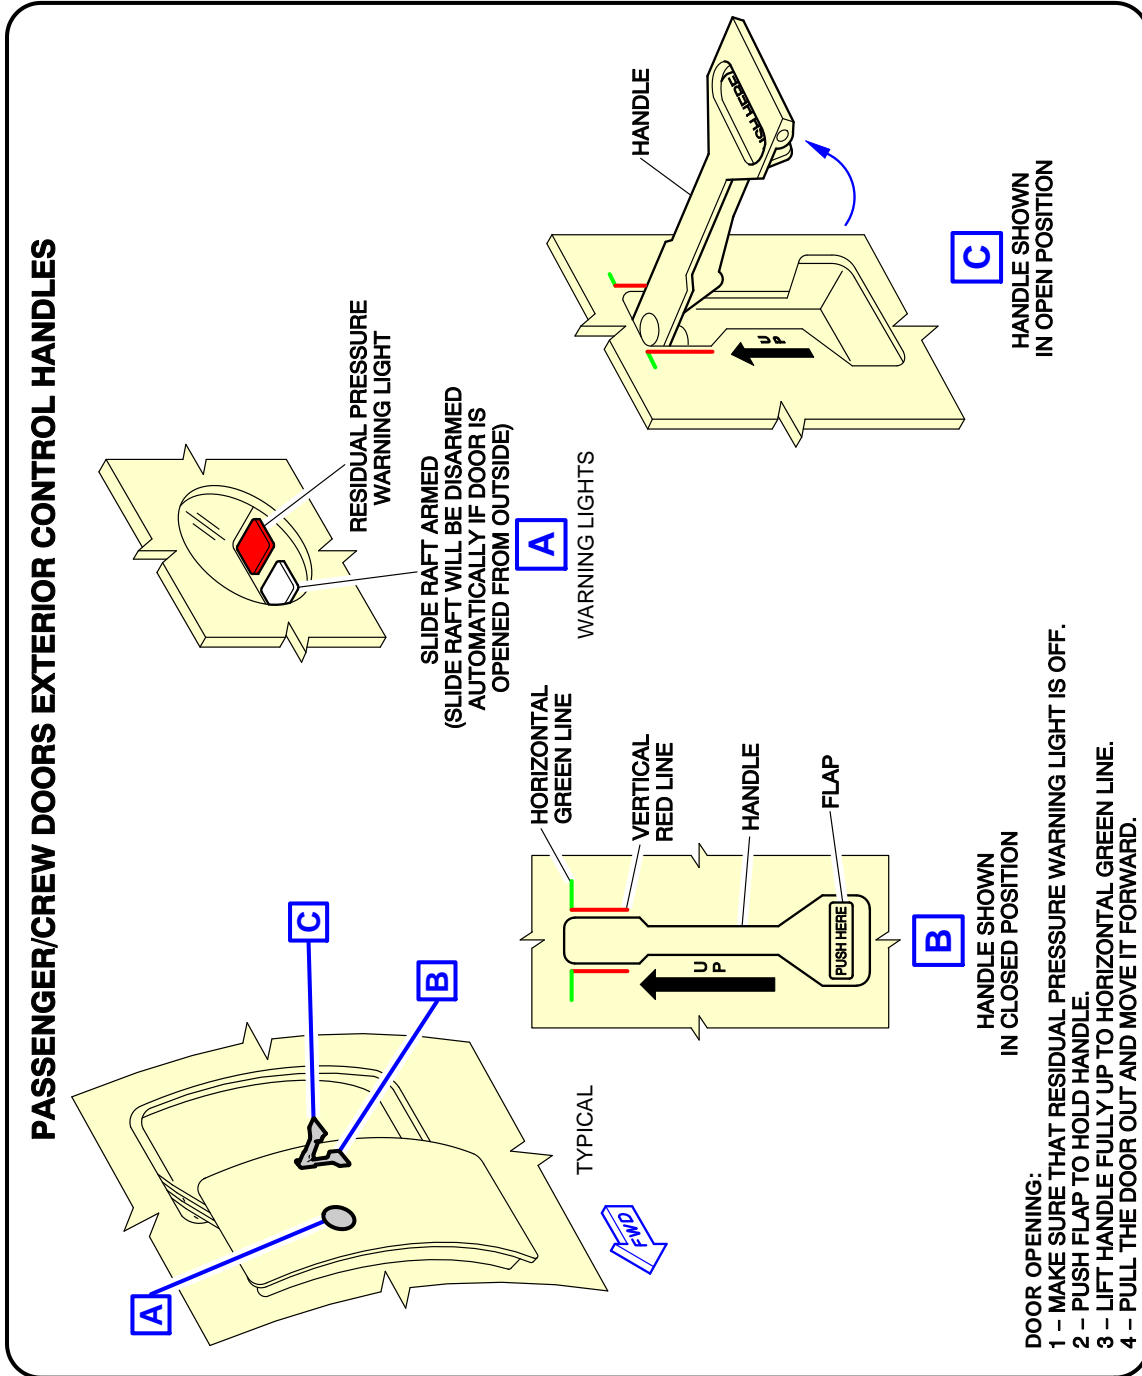 PASSENGER/CREW DOORS EXTERIOR CONTROL HANDLES
A
C
B
FWD
TYPICAL
RESIDUAL PRESSURE
WARNING LIGHT
SLIDE RAFT ARMED
(SLIDE RAFT WILL BE DISARMED
AUTOMATICALLY IF DOOR IS
OPENED FROM OUTSIDE)
A
WARNING LIGHTS
HORIZONTAL
GREEN LINE
VERTICAL
RED LINE
HANDLE
FLAP
UP
PUSH HERE
B
HANDLE SHOWN
IN CLOSED POSITION
HANDLE
UP
C
HANDLE SHOWN
IN OPEN POSITION
DOOR OPENING:
1 – MAKE SURE THAT RESIDUAL PRESSURE WARNING LIGHT IS OFF.
2 – PUSH FLAP TO HOLD HANDLE.
3 – LIFT HANDLE FULLY UP TO HORIZONTAL GREEN LINE.
4 – PULL THE DOOR OUT AND MOVE IT FORWARD.